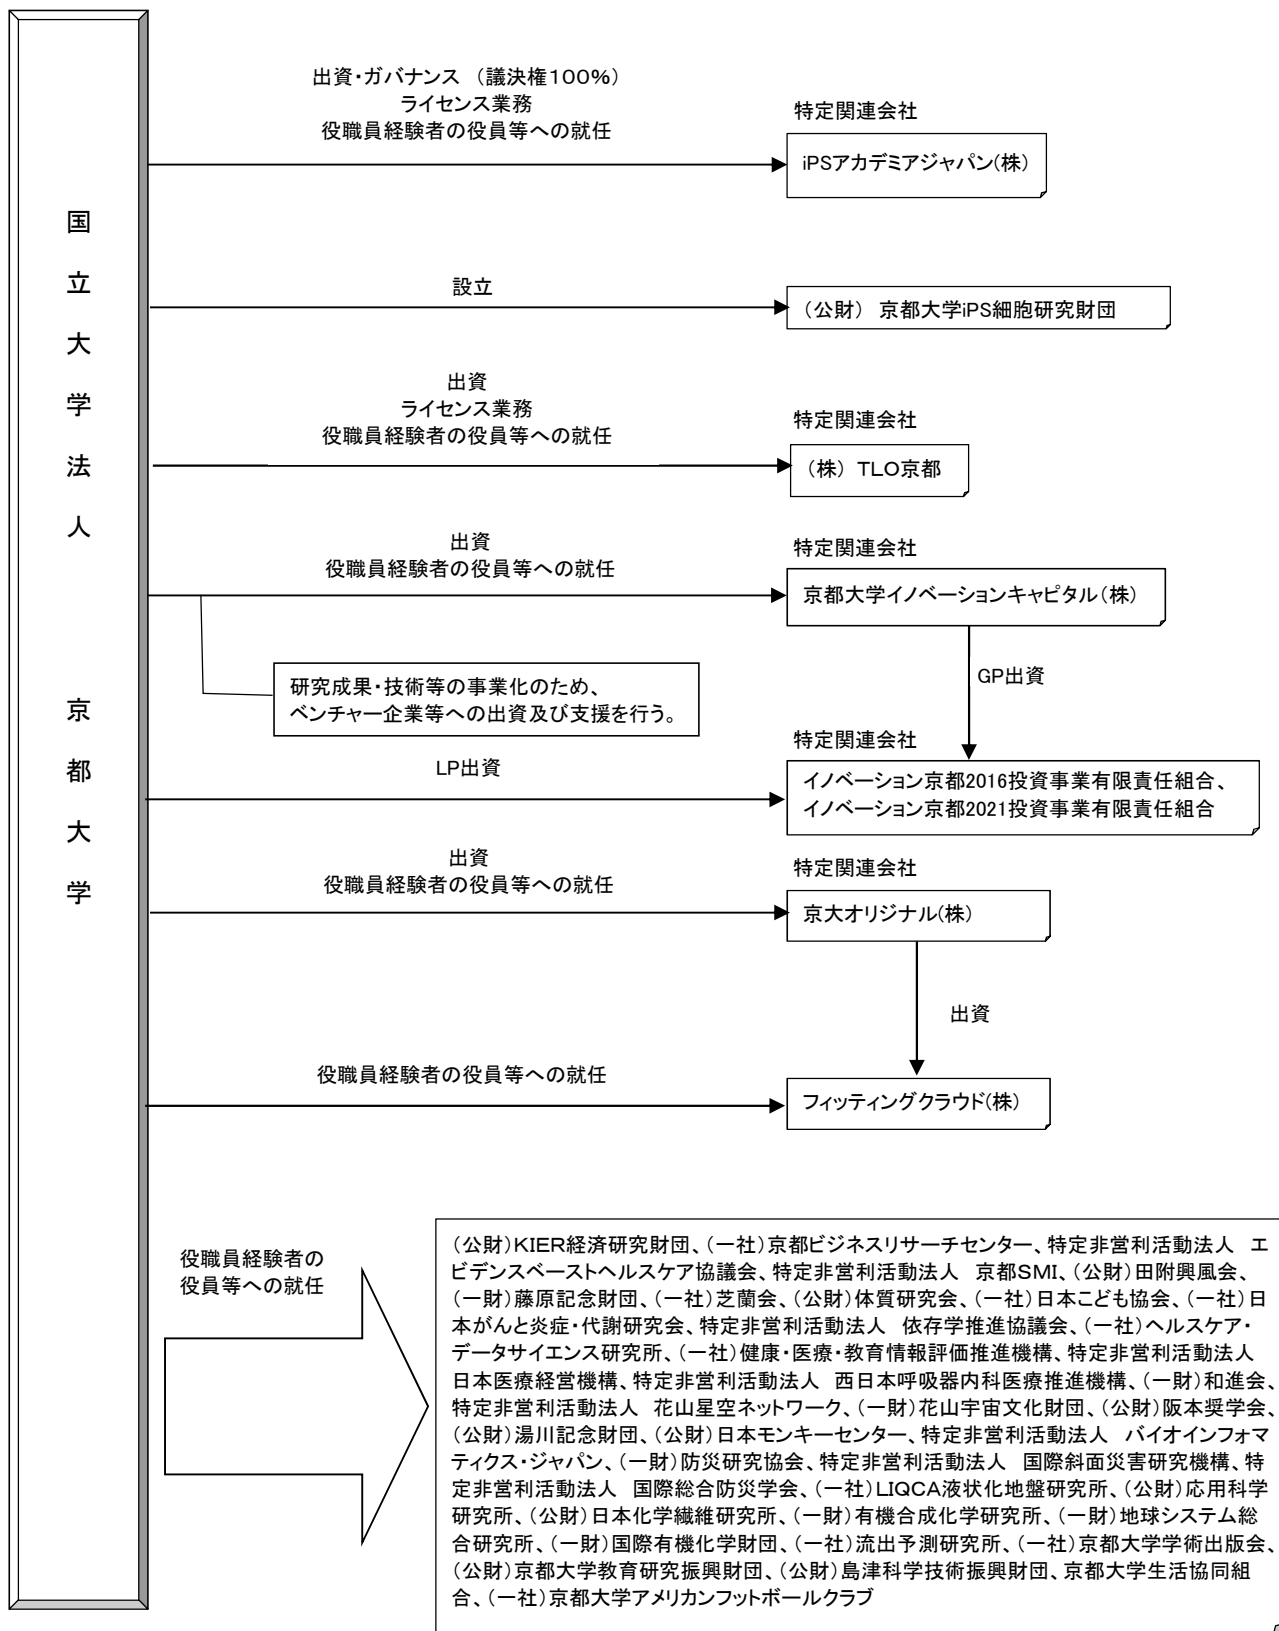 国立大学法人 京都大学
出資・ガバナンス （議決権100％）
ライセンス業務
役職員経験者の役員等への就任
特定関連会社
iPSアカデミアジャパン(株)
設立
（公財） 京都大学iPS細胞研究財団
出資
ライセンス業務
役職員経験者の役員等への就任
特定関連会社
（株）TLO京都
出資
役職員経験者の役員等への就任
特定関連会社
京都大学イノベーションキャピタル（株）
GP出資
研究成果・技術等の事業化のため、
ベンチャー企業等への出資及び支援を行う。
特定関連会社
LP出資
イノベーション京都2016投資事業有限責任組合、
イノベーション京都2021投資事業有限責任組合
出資
役職員経験者の役員等への就任
特定関連会社
京大オリジナル(株)
出資
役職員経験者の役員等への就任
フィッティングクラウド(株)
役職員経験者の
役員等への就任
（公財）KIER経済研究財団、（一社）京都ビジネスリサーチセンター、特定非営利活動法人　エ
ビデンスベーストヘルスケア協議会、特定非営利活動法人　京都SMI、（公財）田附興風会、
（一財）藤原記念財団、（一社）芝蘭会、（公財）体質研究会、（一社）日本こども協会、（一社）日
本がんと炎症・代謝研究会、特定非営利活動法人　依存学推進協議会、（一社）ヘルスケア・
データサイエンス研究所、（一社）健康・医療・教育情報評価推進機構、特定非営利活動法人
日本医療経営機構、特定非営利活動法人　西日本呼吸器内科医療推進機構、（一財）和進会、
特定非営利活動法人　花山星空ネットワーク、（一財）花山宇宙文化財団、（公財）阪本奨学会、
（公財）湯川記念財団、（公財）日本モンキーセンター、特定非営利活動法人　バイオインフォマ
ティクス・ジャパン、（一財）防災研究協会、特定非営利活動法人　国際斜面災害研究機構、特
定非営利活動法人　国際総合防災学会、（一社）LIQCA液状化地盤研究所、（公財）応用科学
研究所、（公財）日本化学繊維研究所、（一財）有機合成化学研究所、（一財）地球システム総
合研究所、（一財）国際有機化学財団、（一社）流出予測研究所、（一社）京都大学学術出版会、
（公財）京都大学教育研究振興財団、（公財）島津科学技術振興財団、京都大学生活協同組
合、（一社）京都大学アメリカンフットボールクラブ